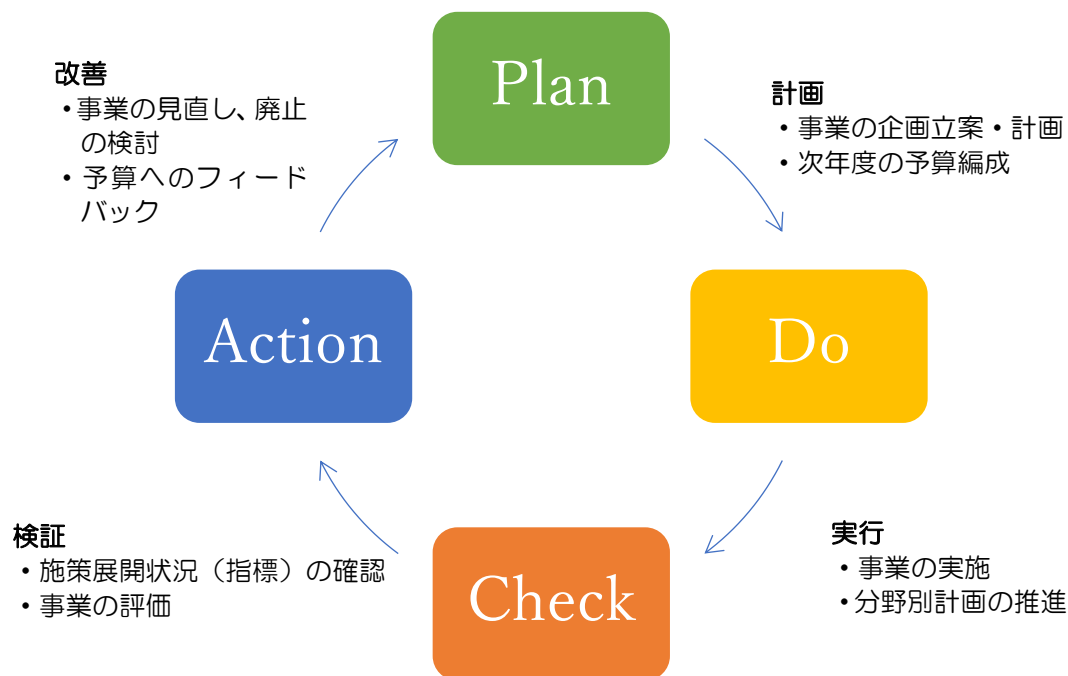 Plan
計画
・事業の企画立案・計画
・次年度の予算編成
Do
実行
・事業の実施
・分野別計画の推進
Check
検証
・施策展開状況（指標）の確認
・事業の評価
Action
改善
・事業の見直し、廃止
の検討
・予算へのフィード
バック